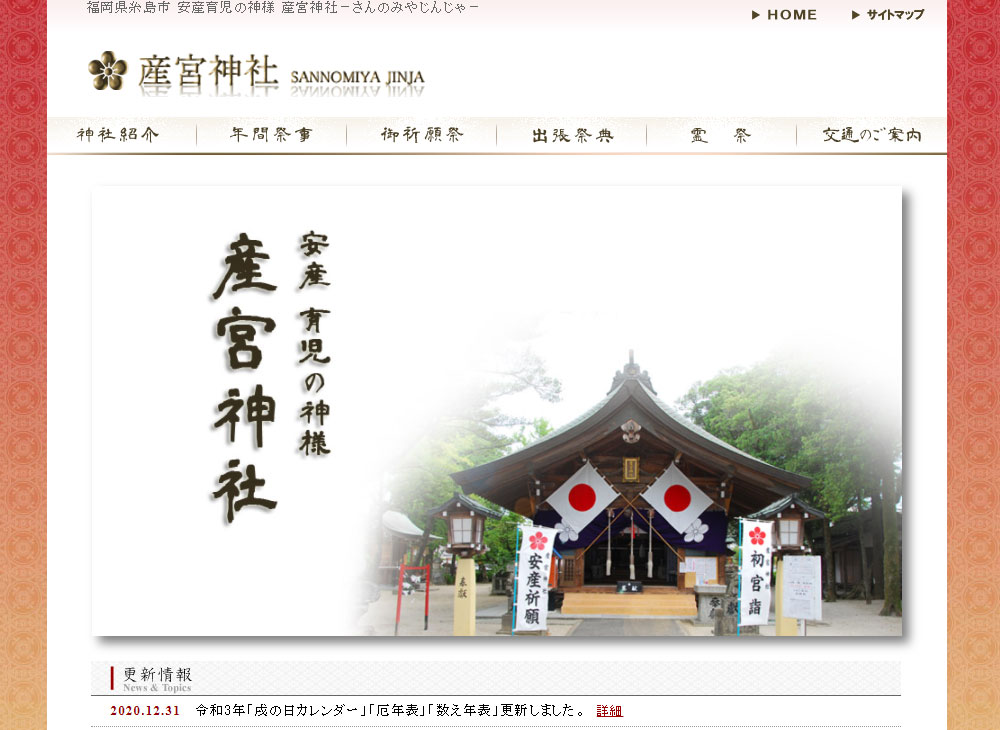 福岡県糸島市 安産育児の神様 産宮神社－さんのみやじんじゃ－
HOME
サイトマップ
産宮神社 SANNOMIYA JINJA
神社紹介
年間祭事
御祈願祭
出張祭典
霊 祭
交通のご案内
安産 育児の神様
産宮神社
奉献
安産祈願
初宮詣
更新情報
News & Topics
2020.12.31 令和3年「戌の日カレンダー」「厄年表」「数え年表」更新しました。 詳細